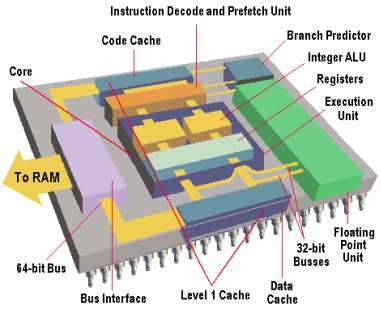 Instruction Decode and Prefetch Unit
Code Cache
Branch Predictor
Core
Integer ALU
Registers
Execution
Unit
To RAM
64-bit Bus
Bus Interface
Level 1 Cache
Data
Cache
32-bit
Busses
Floating
Point
Unit